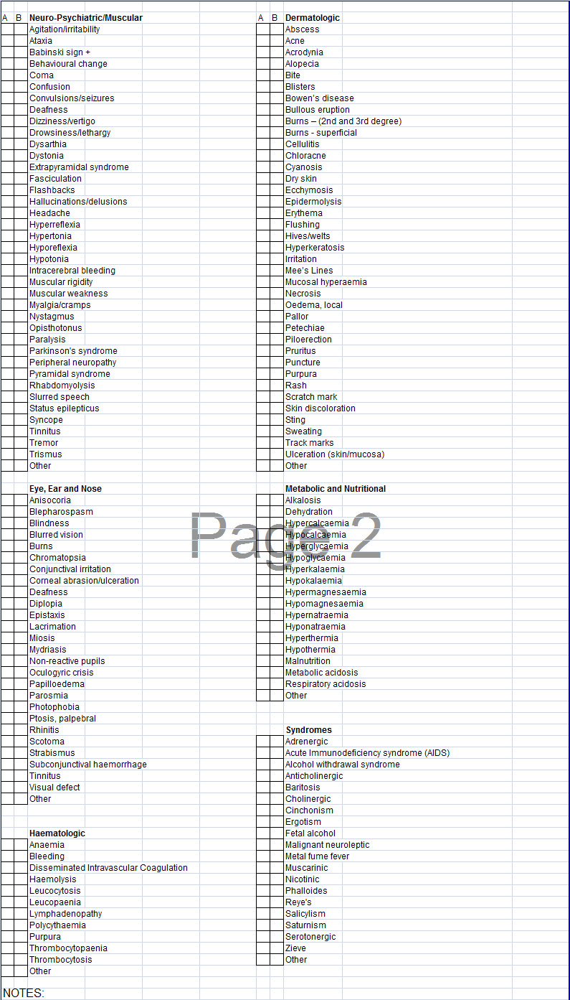 A B Neuro-Psychiatric/Muscular
Agitation/irritability
Ataxia
Babinski sign +
Behavioural change
Coma
Confusion
Convulsions/seizures
Deafness
Dizziness/vertigo
Drowsiness/lethargy
Dysarthia
Dystonia
Extrapyramidal syndrome
Fasciculation
Flashbacks
Hallucinations/delusions
Headache
Hyperreflexia
Hypertonia
Hyporeflexia
Hypotonia
Intracerebral bleeding
Muscular rigidity
Muscular weakness
Myalgia/cramps
Nystagmus
Opisthotonus
Paralysis
Parkinson's syndrome
Peripheral neuropathy
Pyramidal syndrome
Rhabdomyolysis
Slurred speech
Status epilepticus
Syncope
Tinnitus
Tremor
Trismus
Other
Eye, Ear and Nose
Anisocoria
Blepharospasm
Blindness
Blurred vision
Burns
Chromatopsia
Conjunctival irritation
Corneal abrasion/ulceration
Deafness
Diplopia
Epistaxis
Lacrimation
Miosis
Mydriasis
Non-reactive pupils
Oculogyric crisis
Papilloedema
Parosmia
Photophobia
Ptosis, palpebral
Rhinitis
Scotoma
Strabismus
Subconjunctival haemorrhage
Tinnitus
Visual defect
Other
Haematologic
Anaemia
Bleeding
Disseminated Intravascular Coagulation
Haemolysis
Leucocytosis
Leucopaenia
Lymphadenopathy
Polycythaemia
Purpura
Thrombocytopaenia
Thrombocytosis
Other
NOTES:
A B Dermatologic
Abscess
Acne
Acrodynia
Alopecia
Bite
Blisters
Bowen's disease
Bullous eruption
Burns – (2nd and 3rd degree)
Burns - superficial
Cellulitis
Chloracne
Cyanosis
Dry skin
Ecchymosis
Epidermolysis
Erythema
Flushing
Hives/welts
Hyperkeratosis
Irritation
Mee's Lines
Mucosal hyperaemia
Necrosis
Oedema, local
Pallor
Petechiae
Piloerection
Pruritus
Puncture
Purpura
Rash
Scratch mark
Skin discoloration
Sting
Sweating
Track marks
Ulceration (skin/mucosa)
Other
Metabolic and Nutritional
Alkalosis
Dehydration
Hypercalcaemia
Hypocalcaemia
Hyperglycaemia
Hypoglycaemia
Hyperkalaemia
Hypokalaemia
Hypermagnesaemia
Hypomagnesaemia
Hypernatraemia
Hyponatraemia
Hyperthermia
Hypothermia
Malnutrition
Metabolic acidosis
Respiratory acidosis
Other
Syndromes
Adrenergic
Acute Immunodeficiency syndrome (AIDS)
Alcohol withdrawal syndrome
Anticholinergic
Baritosis
Cholinergic
Cinchonism
Ergotism
Fetal alcohol
Malignant neuroleptic
Metal fume fever
Muscarinic
Nicotinic
Phalloides
Reye's
Salicylism
Saturnism
Serotonergic
Zieve
Other
Page 2